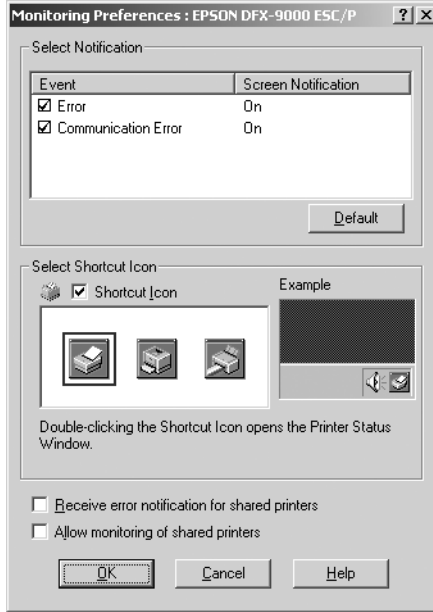 Monitoring Preferences : EPSON DFX-9000 ESC/P
Select Notification
Event Screen Notification
Error On
Communication Error On
Default
Select Shortcut Icon
Shortcut Icon
Example
Double-clicking the Shortcut Icon opens the Printer Status
Window.
Receive error notification for shared printers
Allow monitoring of shared printers
OK Cancel Help